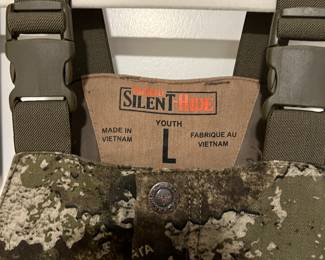 SILENT-HIDE
YOUTH
MADE IN
VIETNAM
L
FABRIQUE AU
VIETNAM